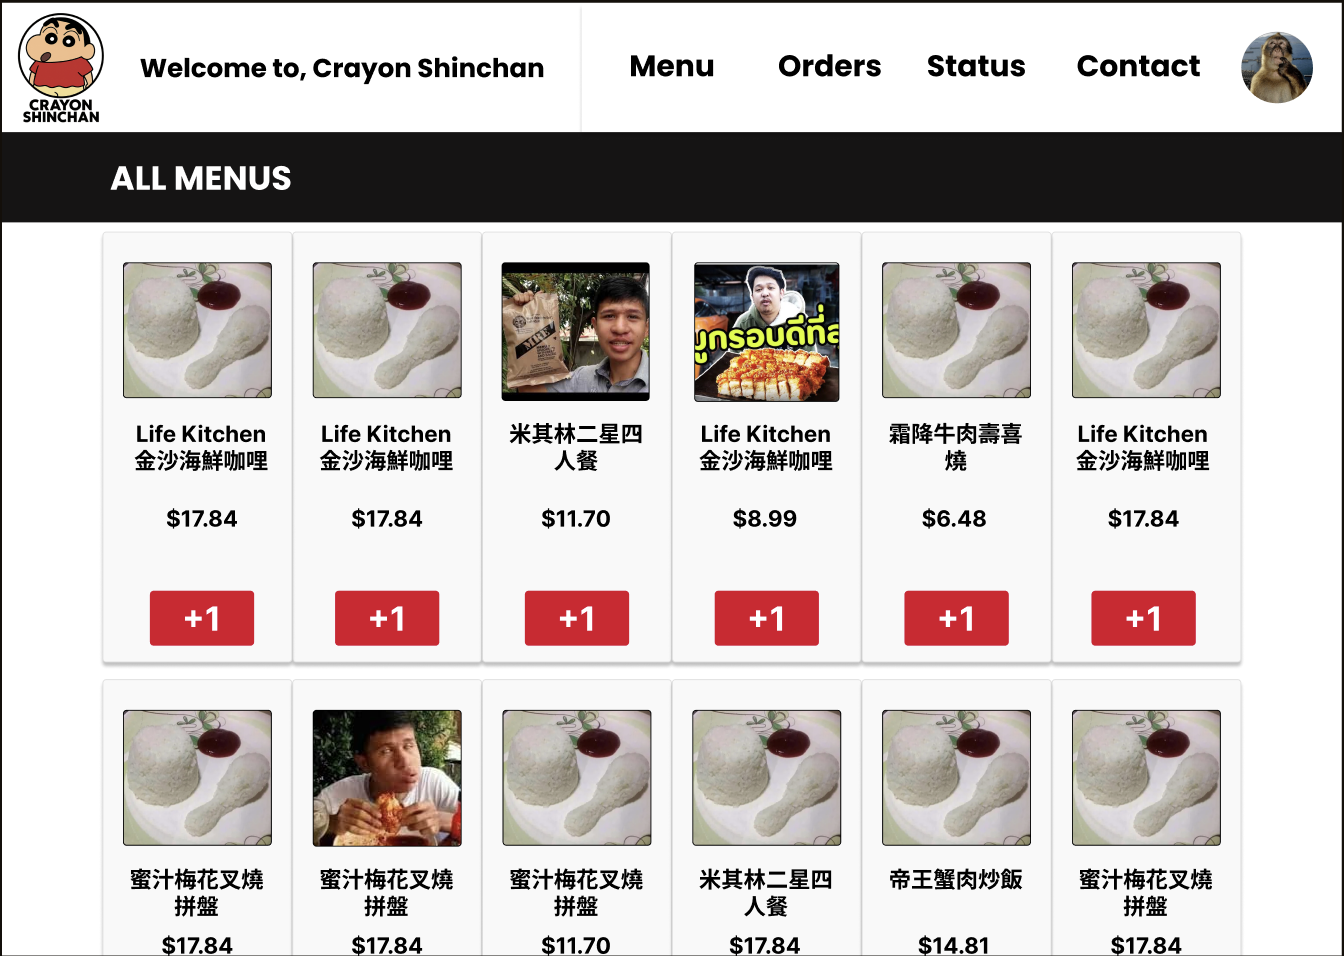 CRAYON
SHINCHAN
Welcome to, Crayon Shinchan
Menu
Orders
Status
Contact
ALL MENUS
MRE
มูกรอบดีที่ส
Life Kitchen
金沙海鮮咖哩
$17.84
+1
Life Kitchen
金沙海鮮咖哩
$17.84
+1
米其林二星四
人餐
$11.70
+1
Life Kitchen
金沙海鮮咖哩
$8.99
+1
霜降牛肉壽喜
燒
$6.48
+1
Life Kitchen
金沙海鮮咖哩
$17.84
+1
蜜汁梅花叉燒
拼盤
$17.84
蜜汁梅花叉燒
拼盤
$17.84
蜜汁梅花叉燒
拼盤
$11.70
米其林二星四
人餐
$17.84
帝王蟹肉炒飯
$14.81
蜜汁梅花叉燒
拼盤
$17.84